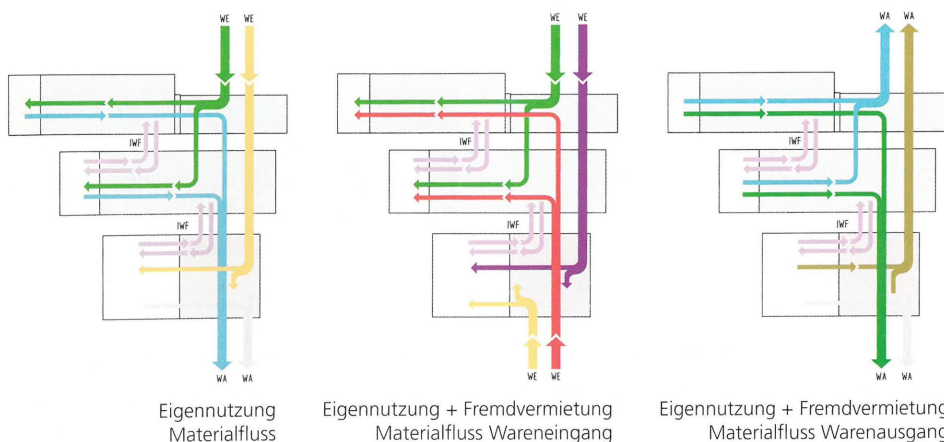 WE WE
WE WE
WA WA
IWF
IWF
IWF
IWF
IWF
IWF
WA WA
WE WE
WA WA
Eigennutzung
Materialfluss
Eigennutzung + Fremdvermietung
Materialfluss Wareneingang
Eigennutzung + Fremdvermietung
Materialfluss Warenausgang